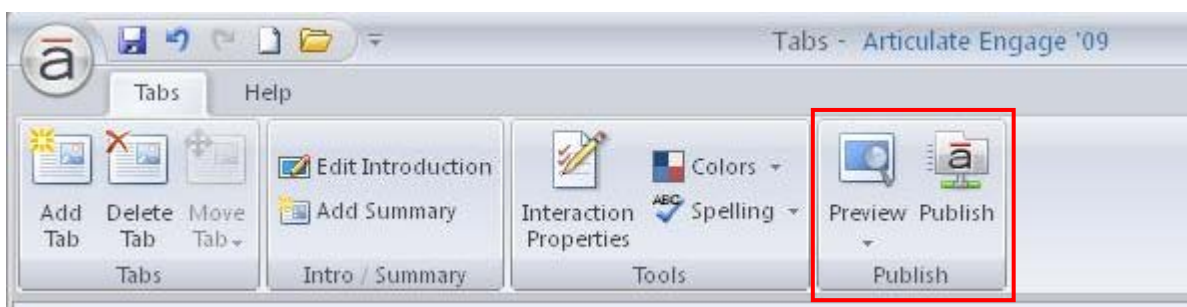 Tabs - Articulate Engage '09
ā
Tabs Help
Add Tab
Delete Tab
Move Tab
Tabs
Edit Introduction
Add Summary
Intro / Summary
Interaction Properties
Colors
ABC Spelling
Tools
Preview
ā
Publish
Publish